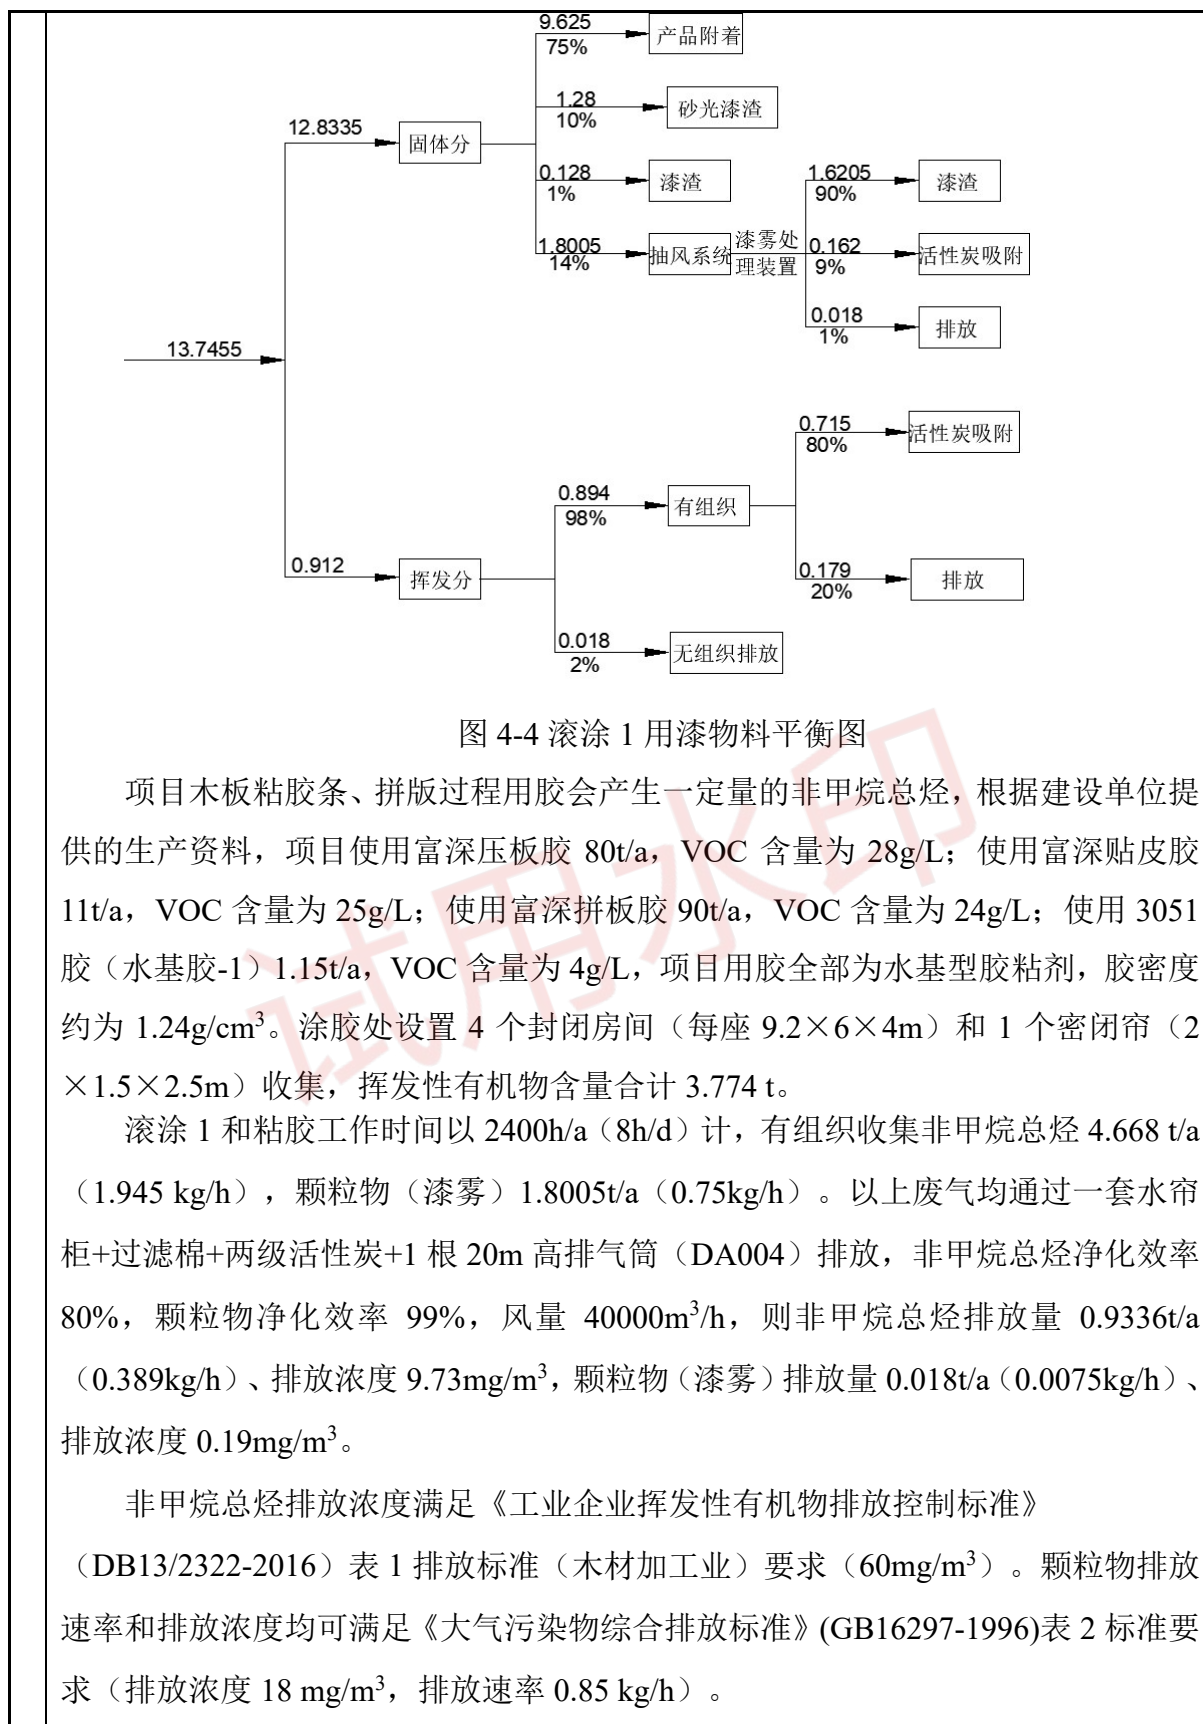 9.625
75%
产品附着
1.28
10%
砂光漆渣
12.8335
固体分
0.128
1%
漆渣
1.6205
90%
漆渣
1.8005
14%
抽风系统
漆雾处
理装置
0.162
9%
活性炭吸附
0.018
1%
排放
13.7455
0.715
80%
活性炭吸附
0.894
98%
有组织
0.912
挥发分
0.179
20%
排放
0.018
2%
无组织排放
图 4-4 滚涂 1 用漆物料平衡图
项目木板粘胶条、拼版过程用胶会产生一定量的非甲烷总烃，根据建设单位提
供的生产资料，项目使用富深压板胶 80t/a，VOC 含量为 28g/L；使用富深贴皮胶
11t/a，VOC 含量为 25g/L；使用富深拼板胶 90t/a，VOC 含量为 24g/L；使用 3051
胶（水基胶-1）1.15t/a，VOC 含量为 4g/L，项目用胶全部为水基型胶粘剂，胶密度
约为 1.24g/cm³。涂胶处设置 4 个封闭房间（每座 9.2×6×4m）和 1 个密闭帘（2
×1.5×2.5m）收集，挥发性有机物含量合计 3.774 t。
滚涂 1 和粘胶工作时间以 2400h/a（8h/d）计，有组织收集非甲烷总烃 4.668 t/a
（1.945 kg/h），颗粒物（漆雾）1.8005t/a（0.75kg/h）。以上废气均通过一套水帘
柜+过滤棉+两级活性炭+1 根 20m 高排气筒（DA004）排放，非甲烷总烃净化效率
80%，颗粒物净化效率 99%，风量 40000m³/h，则非甲烷总烃排放量 0.9336t/a
（0.389kg/h）、排放浓度 9.73mg/m³，颗粒物（漆雾）排放量 0.018t/a（0.0075kg/h）、
排放浓度 0.19mg/m³。
非甲烷总烃排放浓度满足《工业企业挥发性有机物排放控制标准》
（DB13/2322-2016）表 1 排放标准（木材加工业）要求（60mg/m³）。颗粒物排放
速率和排放浓度均可满足《大气污染物综合排放标准》(GB16297-1996)表 2 标准要
求（排放浓度 18 mg/m³，排放速率 0.85 kg/h）。
试用水印